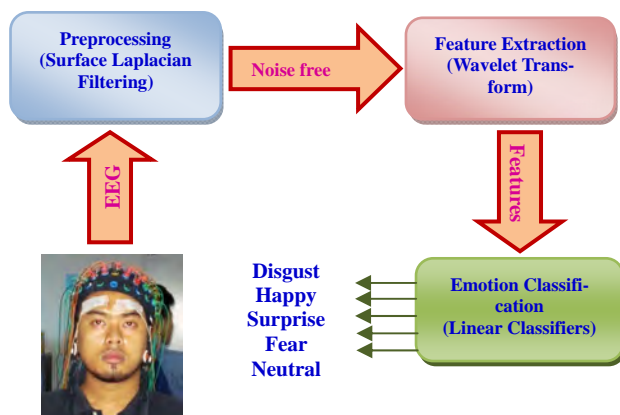 Preprocessing
(Surface Laplacian
Filtering)
Noise free
Feature Extraction
(Wavelet Trans-
form)
EEG
Features
Disgust
Happy
Surprise
Fear
Neutral
Emotion Classifi-
cation
(Linear Classifiers)